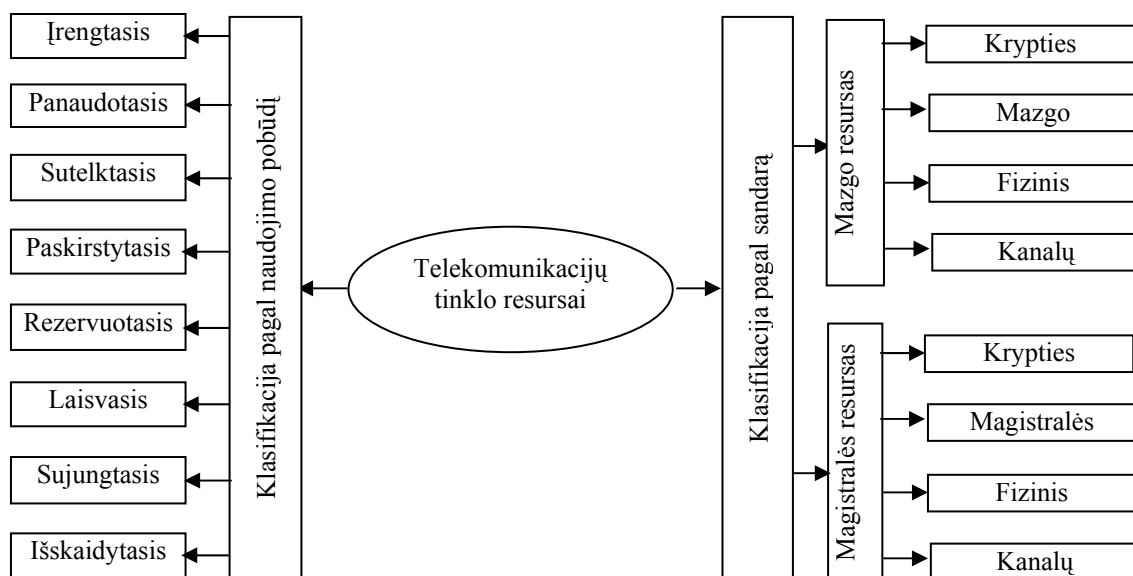 Įrengtasis
Panaudotasis
Sutelktasis
Paskirstytasis
Rezervuotasis
Laisvasis
Sujungtasis
Išskaidytasis
Klasifikacija pagal naudojimo pobūdį
Telekomunikacijų
tinklo resursai
Klasifikacija pagal sandarą
Mazgo resursas
Krypties
Mazgo
Fizinis
Kanalų
Magistralės resursas
Krypties
Magistralės
Fizinis
Kanalų